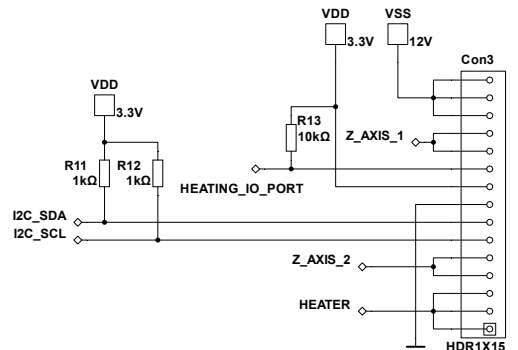 VDD
VSS
3.3V
12V
Con3
VDD
3.3V
R13
10kΩ
Z_AXIS_1
R11
1kΩ
R12
1kΩ
HEATING_IO_PORT
I2C_SDA
I2C_SCL
Z_AXIS_2
HEATER
HDR1X15